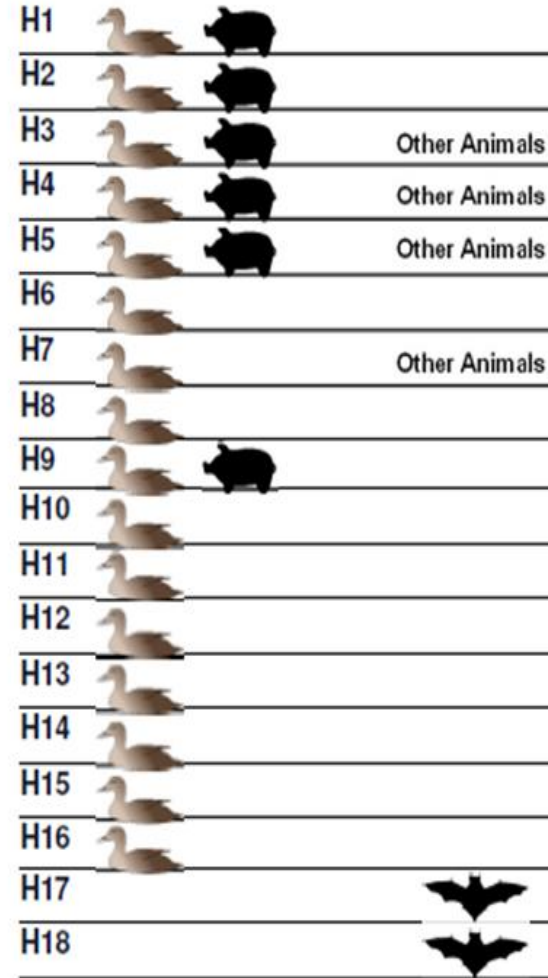 H1
H2
H3 Other Animals
H4 Other Animals
H5 Other Animals
H6
H7 Other Animals
H8
H9
H10
H11
H12
H13
H14
H15
H16
H17
H18